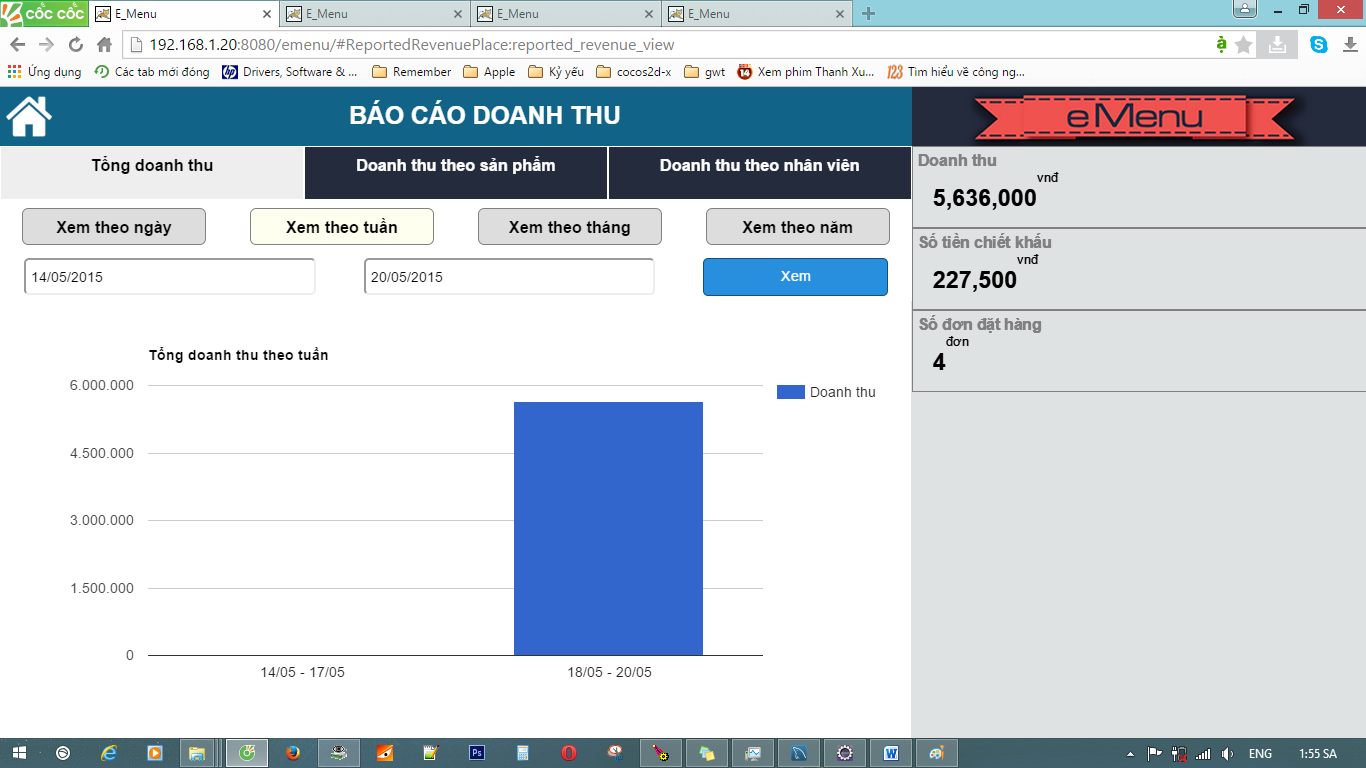 cốc cốc
E_Menu
E_Menu
E_Menu
E_Menu
192.168.1.20:8080/emenu/#ReportedRevenuePlace:reported_revenue_view
Ứng dụng Các tab mới đóng Drivers, Software & ... Remember Apple Kỷ yếu cocos2d-x gwt Xem phim Thanh Xu... Tìm hiểu về công ng...
BÁO CÁO DOANH THU
eMenu
Tổng doanh thu
Doanh thu theo sản phẩm
Doanh thu theo nhân viên
Xem theo ngày
Xem theo tuần
Xem theo tháng
Xem theo năm
14/05/2015
20/05/2015
Xem
Doanh thu
vnđ
5,636,000
Số tiền chiết khấu
vnđ
227,500
Số đơn đặt hàng
đơn
4
Tổng doanh thu theo tuần
6.000.000
4.500.000
3.000.000
1.500.000
0
14/05 - 17/05
18/05 - 20/05
Doanh thu
ENG
1:55 SA